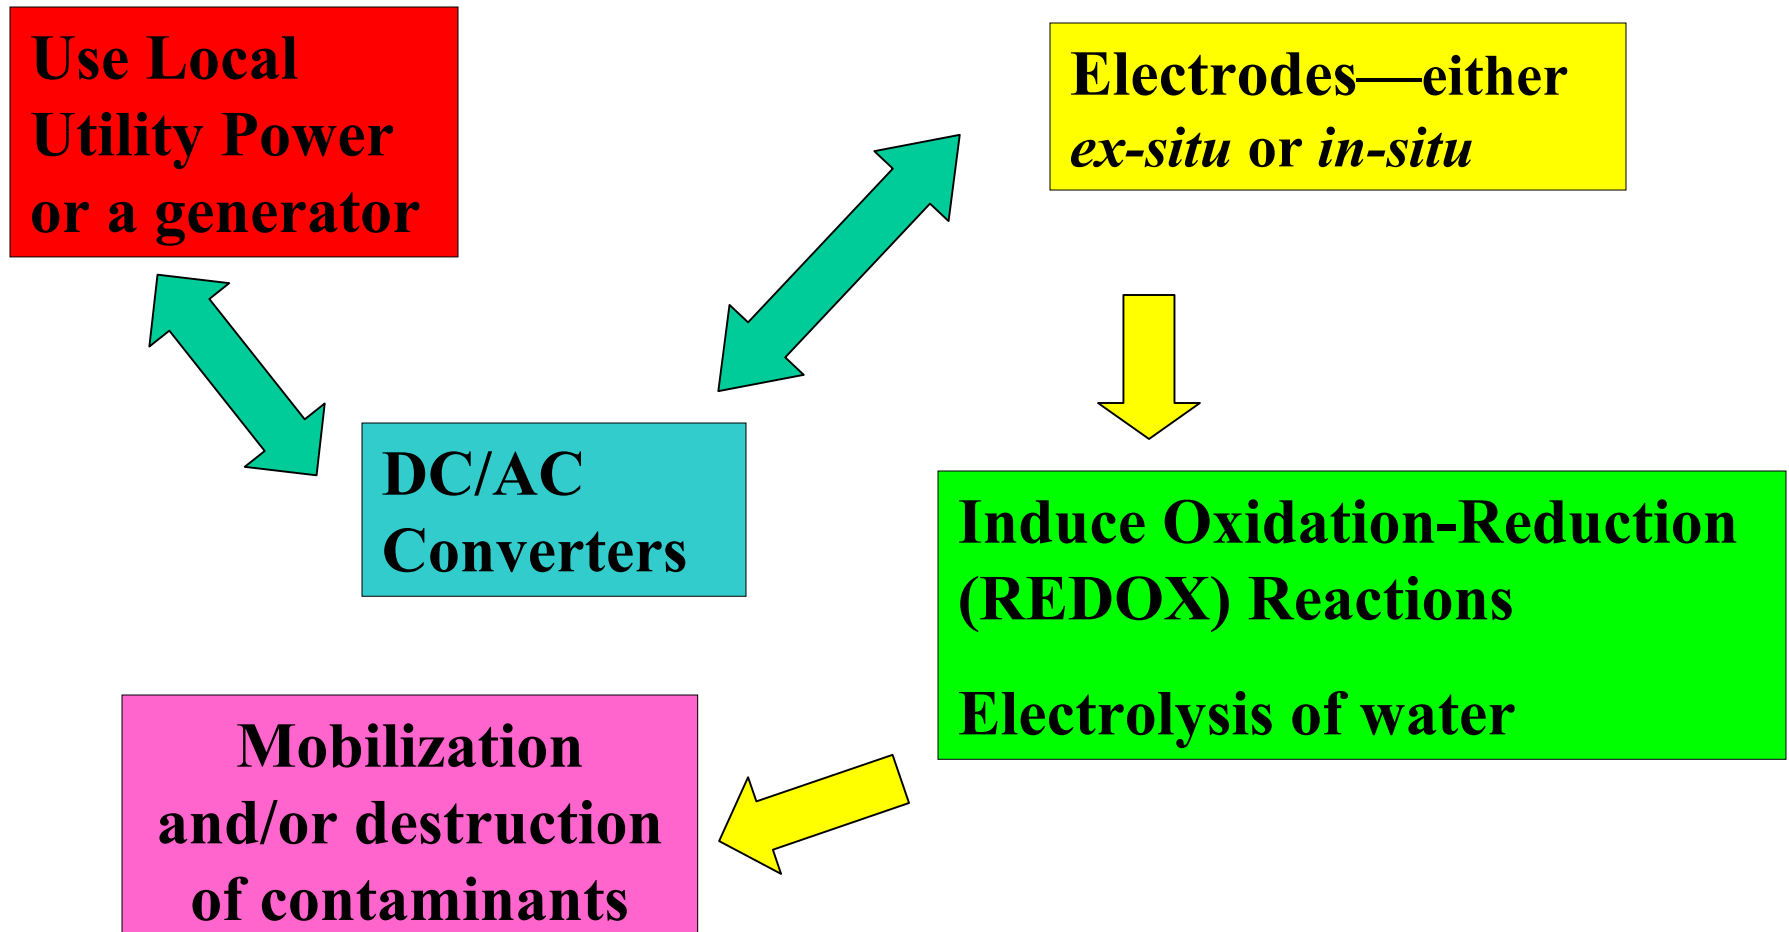 Use Local
Utility Power
or a generator
Electrodes—either
ex-situ or in-situ
DC/AC
Converters
Induce Oxidation-Reduction
(REDOX) Reactions
Electrolysis of water
Mobilization
and/or destruction
of contaminants